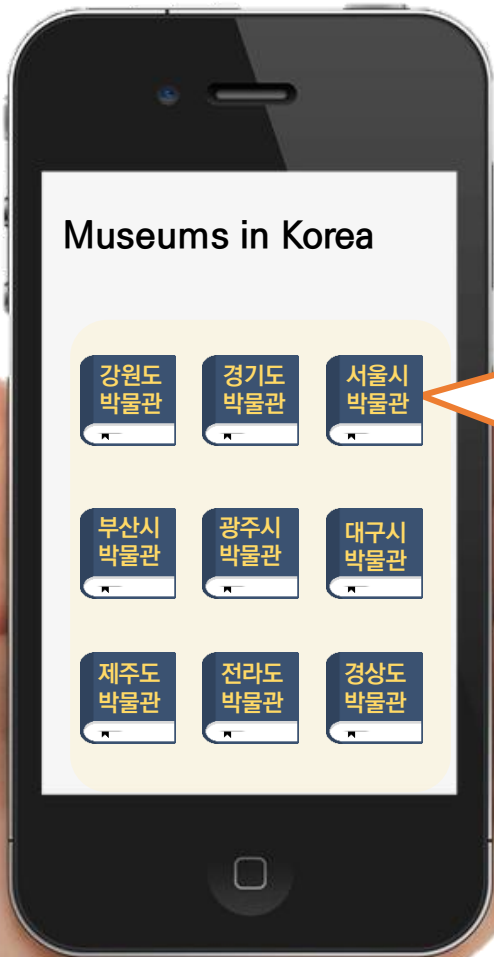 Museums in Korea
강원도
박물관
경기도
박물관
서울시
박물관
부산시
박물관
광주시
박물관
대구시
박물관
제주도
박물관
전라도
박물관
경상도
박물관